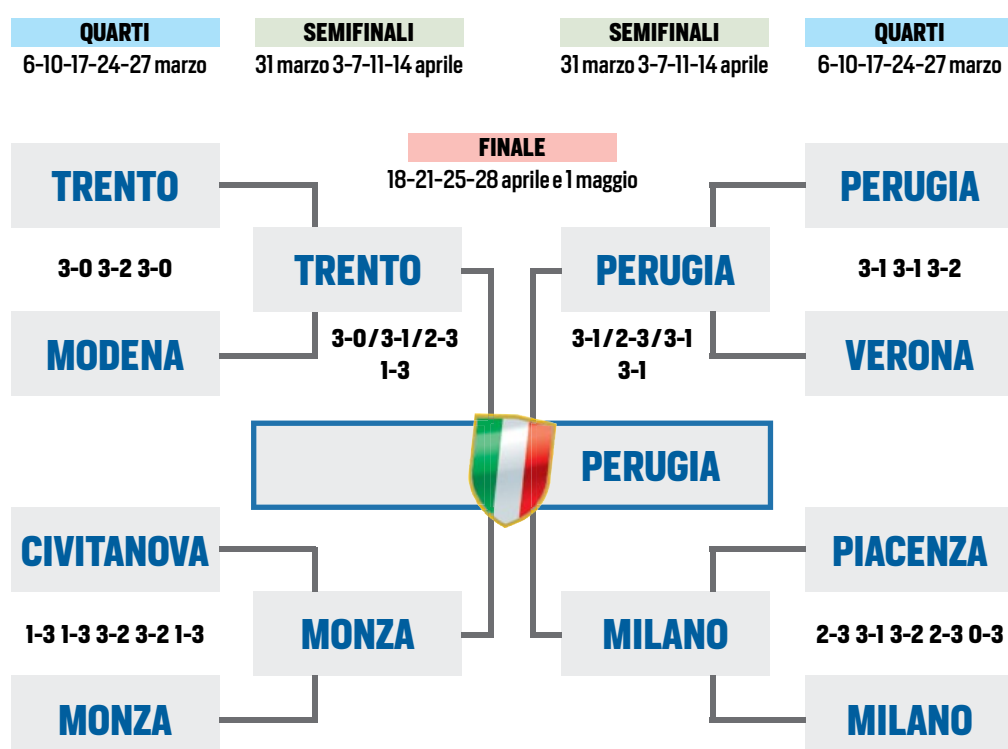 QUARTI
6-10-17-24-27 marzo
SEMIFINALI
31 marzo 3-7-11-14 aprile
SEMIFINALI
31 marzo 3-7-11-14 aprile
QUARTI
6-10-17-24-27 marzo
FINALE
18-21-25-28 aprile e 1 maggio
TRENTO
3-0 3-2 3-0
MODENA
TRENTO
3-0/3-1/2-3
1-3
PERUGIA
3-1/2-3/3-1
3-1
PERUGIA
3-1 3-1 3-2
VERONA
PERUGIA
CIVITANOVA
1-3 1-3 3-2 3-2 1-3
MONZA
MONZA
MILANO
PIACENZA
2-3 3-1 3-2 2-3 0-3
MILANO